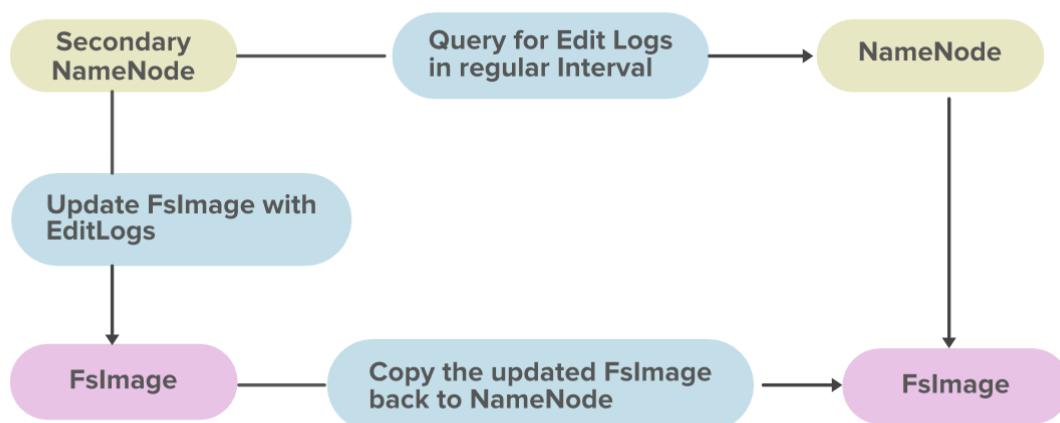 Secondary
NameNode
Query for Edit Logs
in regular Interval
NameNode
Update FsImage with
EditLogs
FsImage
Copy the updated FsImage
back to NameNode
FsImage